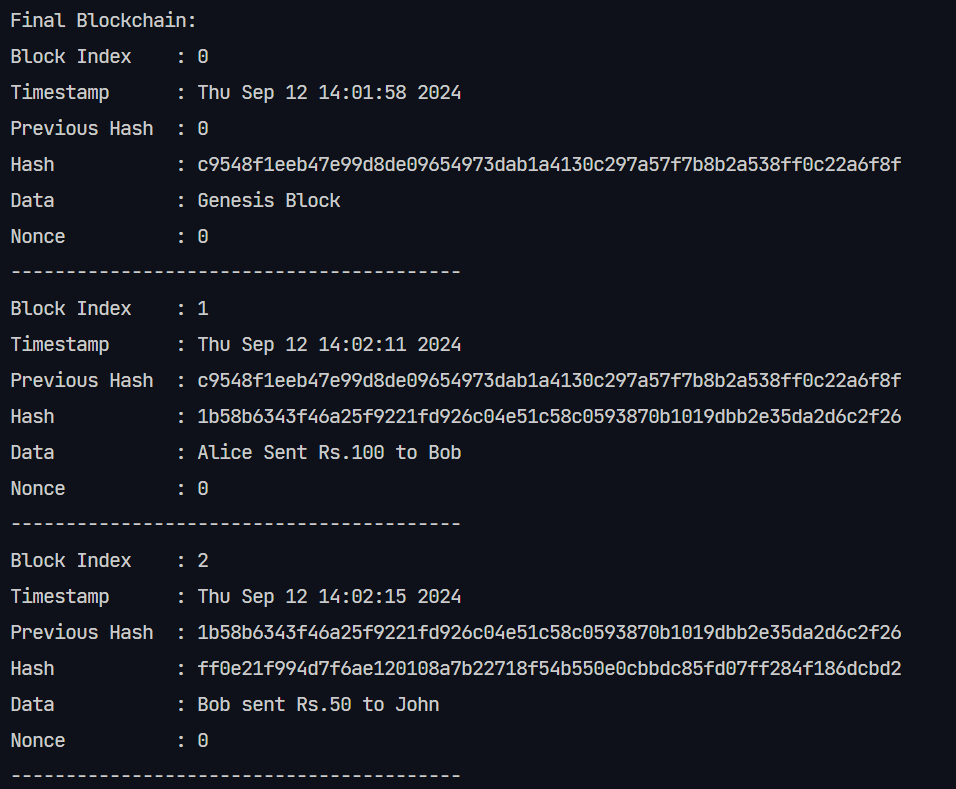 Final Blockchain:
Block Index    : 0
Timestamp      : Thu Sep 12 14:01:58 2024
Previous Hash  : 0
Hash           : c9548f1eeb47e99d8de09654973dab1a4130c297a57f7b8b2a538ff0c22a6f8f
Data           : Genesis Block
Nonce          : 0
-----------------------------------------
Block Index    : 1
Timestamp      : Thu Sep 12 14:02:11 2024
Previous Hash  : c9548f1eeb47e99d8de09654973dab1a4130c297a57f7b8b2a538ff0c22a6f8f
Hash           : 1b58b6343f46a25f9221fd926c04e51c58c0593870b1019dbb2e35da2d6c2f26
Data           : Alice Sent Rs.100 to Bob
Nonce          : 0
-----------------------------------------
Block Index    : 2
Timestamp      : Thu Sep 12 14:02:15 2024
Previous Hash  : 1b58b6343f46a25f9221fd926c04e51c58c0593870b1019dbb2e35da2d6c2f26
Hash           : ff0e21f994d7f6ae120108a7b22718f54b550e0cbbdc85fd07ff284f186dcbd2
Data           : Bob sent Rs.50 to John
Nonce          : 0
-----------------------------------------